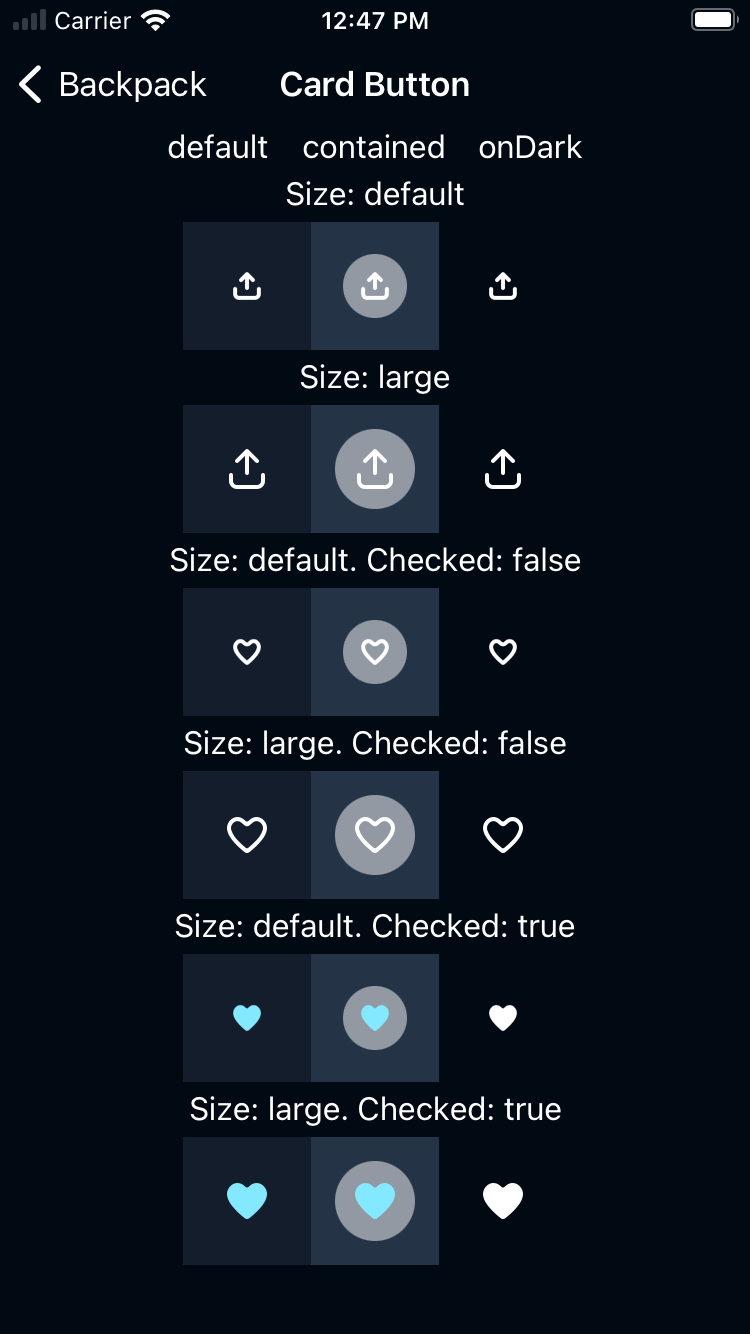 Carrier 12:47 PM
Backpack Card Button
default contained onDark
Size: default
Size: large
Size: default. Checked: false
Size: large. Checked: false
Size: default. Checked: true
Size: large. Checked: true